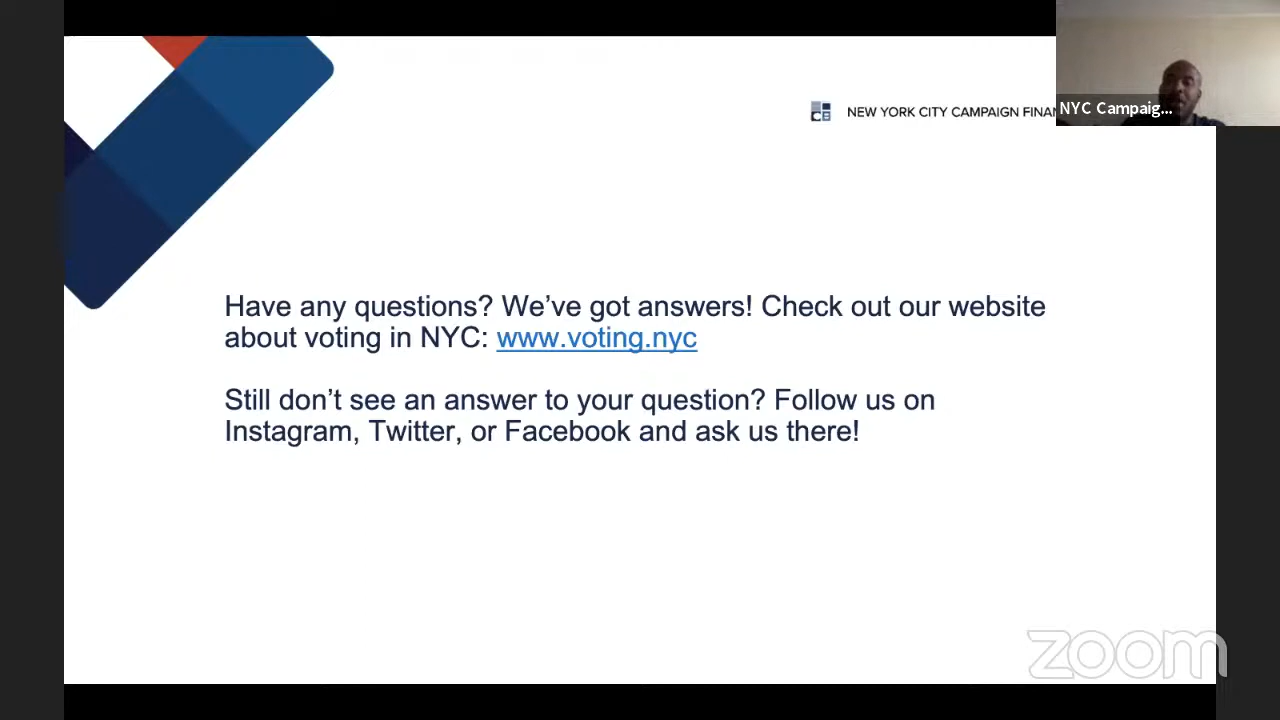 NEW YORK CITY CAMPAIGN
NYC Campaig...
Have any questions? We’ve got answers! Check out our website
about voting in NYC: www.voting.nyc
Still don’t see an answer to your question? Follow us on
Instagram, Twitter, or Facebook and ask us there!
zoom